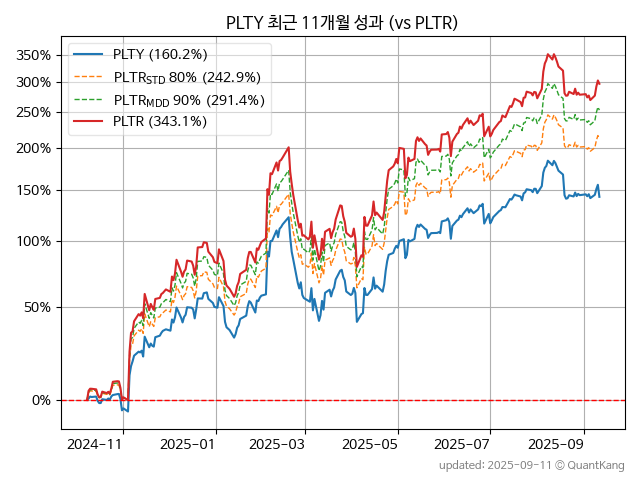 PLTY 최근 11개월 성과 (vs PLTR)
PLTY (160.2%)
PLTR_STD 80% (242.9%)
PLTR_MDD 90% (291.4%)
PLTR (343.1%)
350%
300%
250%
200%
150%
100%
50%
0%
2024-11
2025-01
2025-03
2025-05
2025-07
2025-09
updated: 2025-09-11 © QuantKang